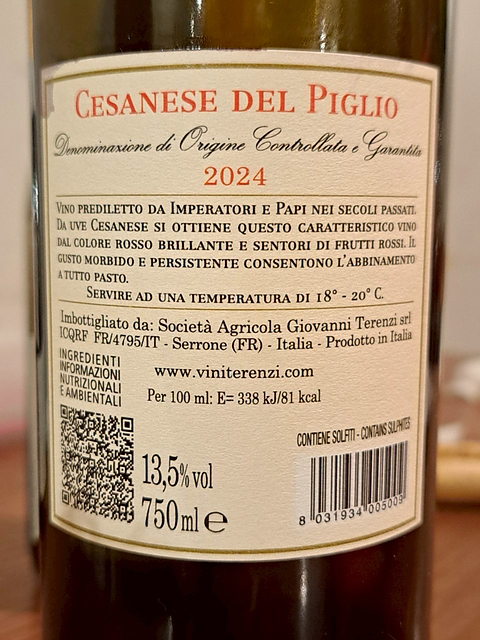 Cesanese del Piglio
Denominazione di Origine Controllata e Garantita
2024
Vino prediletto da Imperatori e Papi nei secoli passati.
Da uve Cesanese si ottiene questo caratteristico vino
dal colore rosso brillante e sentori di frutti rossi. Il
gusto morbido e persistente consentono l'abbinamento
a tutto pasto.
Servire ad una temperatura di 18° - 20° C.
Imbottigliato da: Società Agricola Giovanni Terenzi srl
ICQRF FR/4795/IT - Serrone (FR) - Italia - Prodotto in Italia
INGREDIENTI
INFORMAZIONI
NUTRIZIONALI
E AMBIENTALI
www.viniterenzi.com
Per 100 ml: E= 338 kJ/81 kcal
13,5% vol
750 ml ℮
CONTIENE SOLFITI - CONTAINS SULPHITES
8 031934 005009